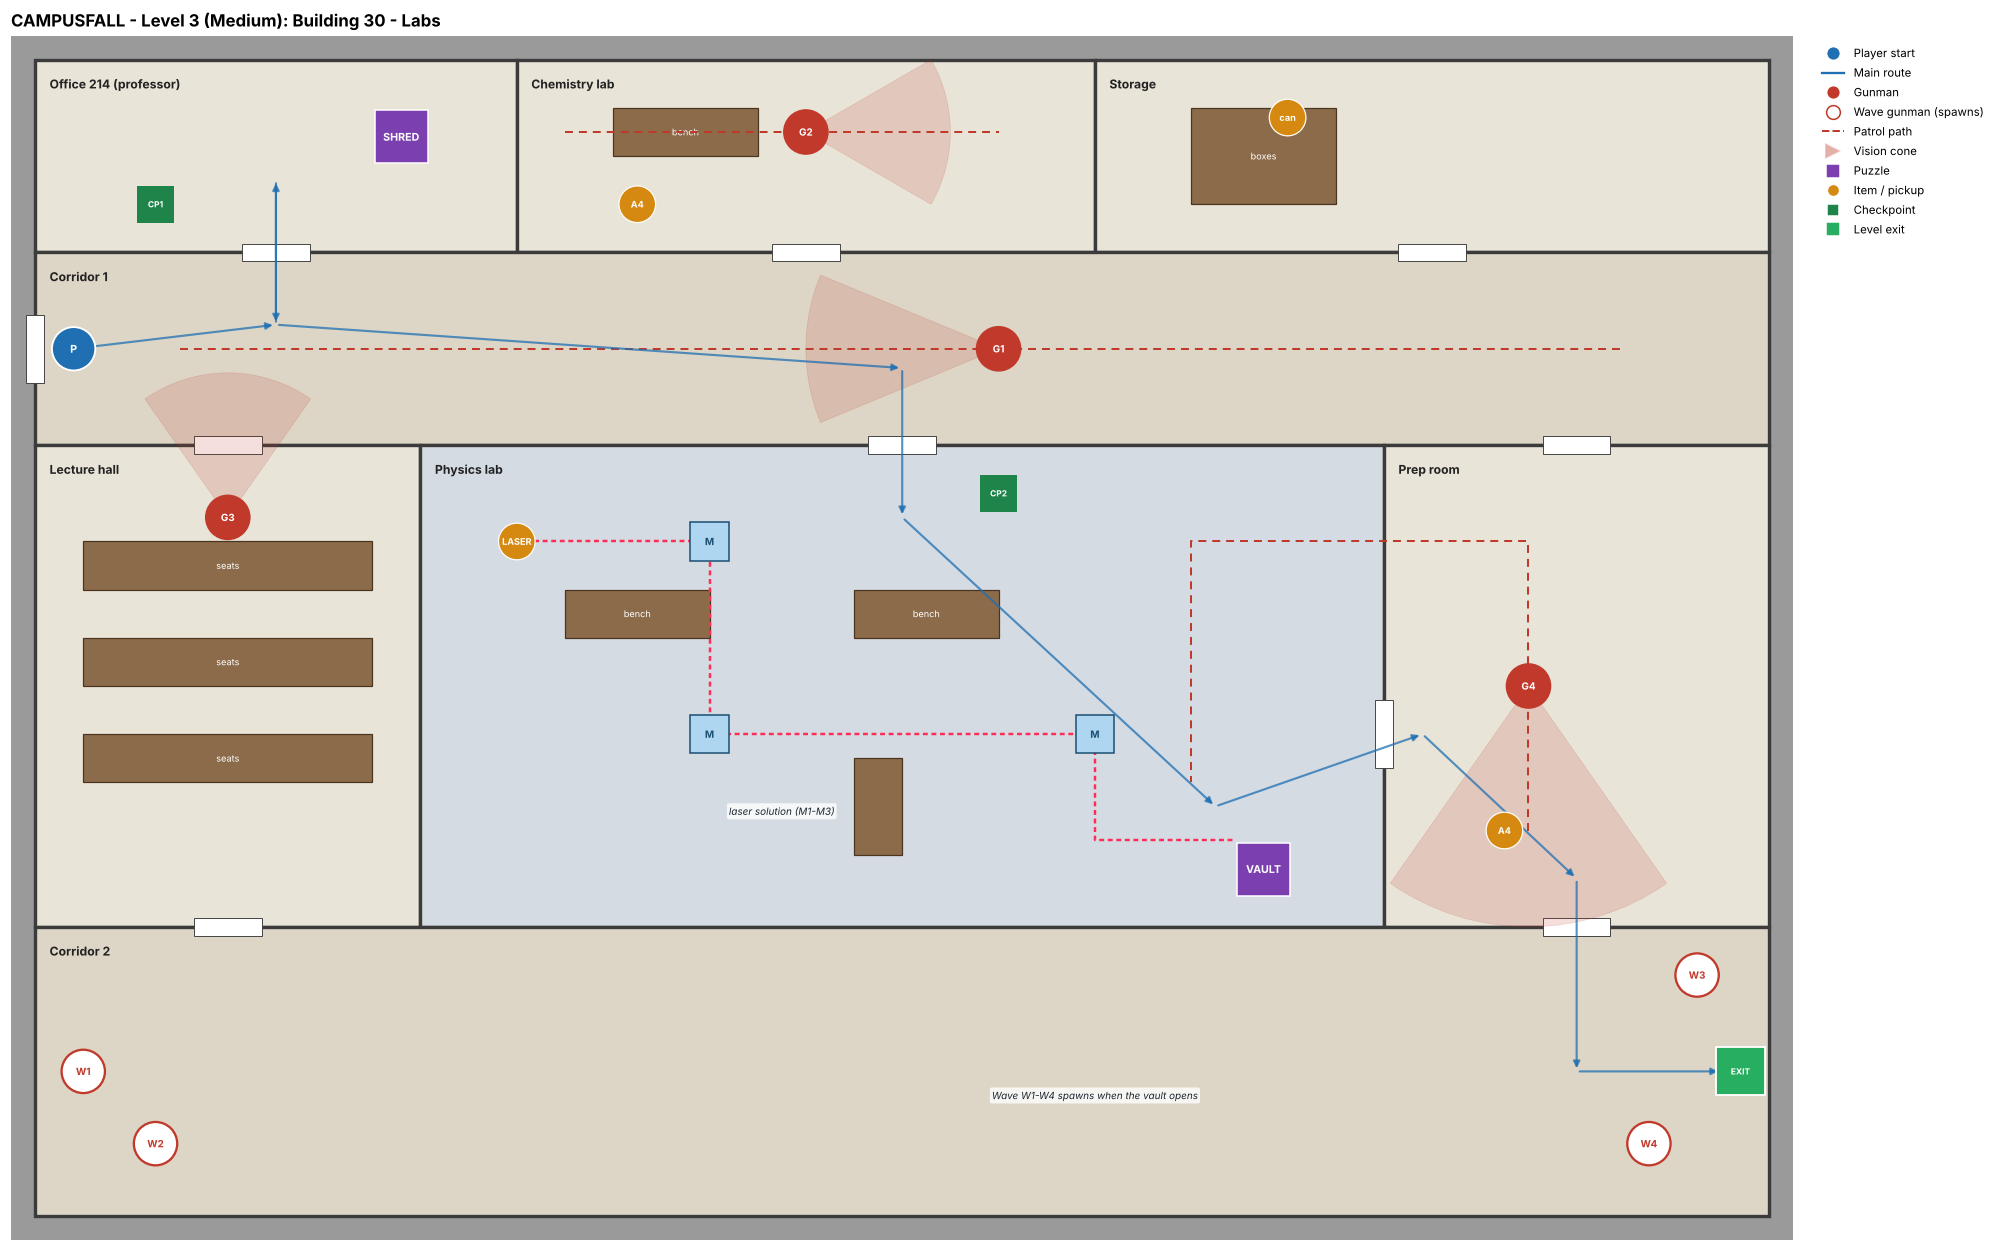 CAMPUSFALL - Level 3 (Medium): Building 30 - Labs
Player start
Main route
Gunman
Wave gunman (spawns)
Patrol path
Vision cone
Puzzle
Item / pickup
Checkpoint
Level exit
Office 214 (professor)
SHRED
CP1
Chemistry lab
bench
G2
A4
Storage
can
boxes
Corridor 1
P
G1
Lecture hall
G3
seats
seats
seats
Physics lab
CP2
LASER
M
bench
bench
M
M
laser solution (M1-M3)
VAULT
Prep room
G4
A4
Corridor 2
W3
W1
EXIT
Wave W1-W4 spawns when the vault opens
W2
W4